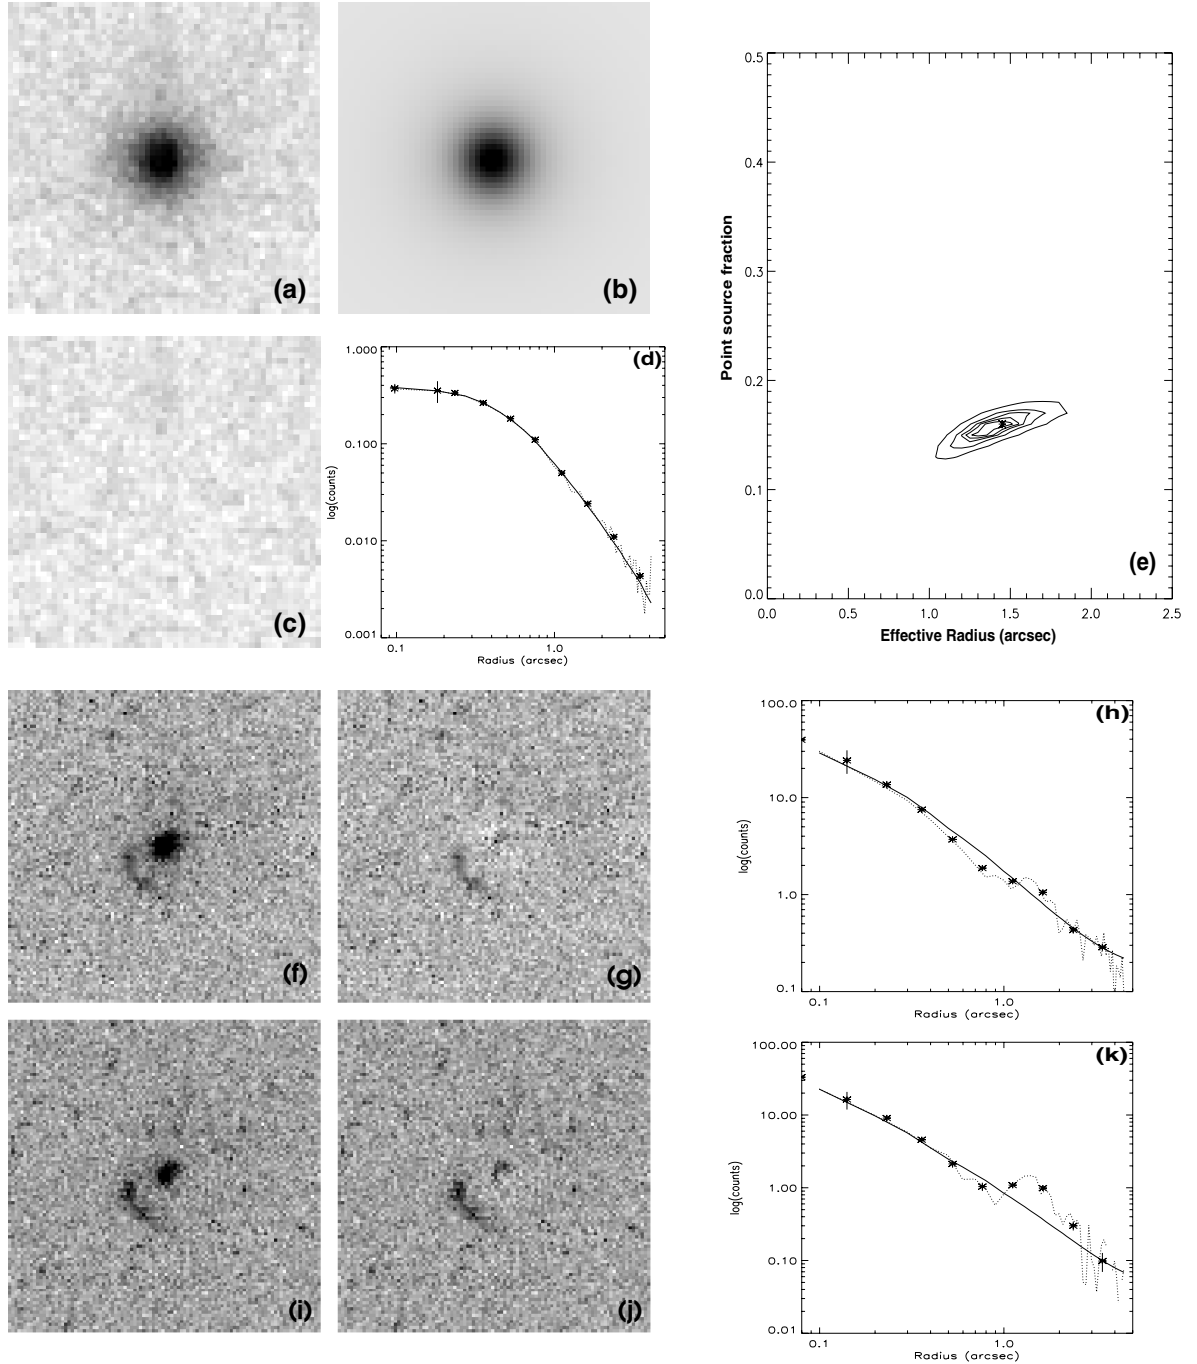 (a)
(b)
(c)
(d)
1.000
0.100
0.010
0.001
log(counts)
0.1
1.0
Radius (arcsec)
(e)
0.5
0.4
0.3
0.2
0.1
0.0
Point source fraction
0.0
0.5
1.0
1.5
2.0
2.5
Effective Radius (arcsec)
(f)
(g)
(h)
100.0
10.0
1.0
0.1
log(counts)
0.1
1.0
Radius (arcsec)
(i)
(j)
(k)
100.00
10.00
1.00
0.10
0.01
log(counts)
0.1
1.0
Radius (arcsec)